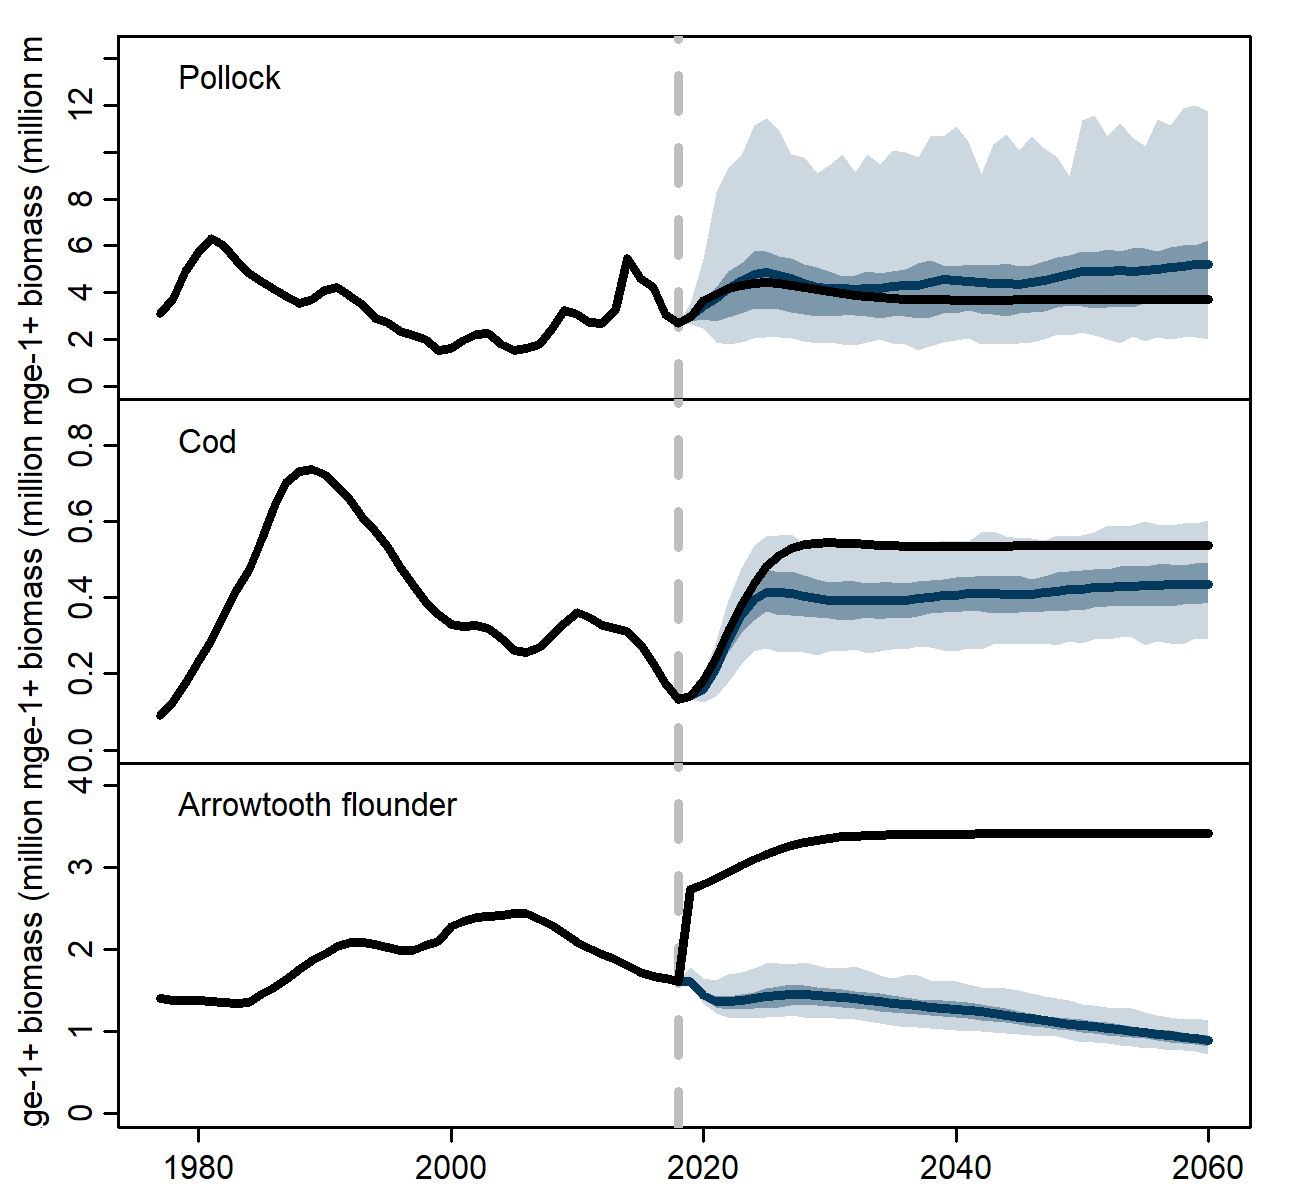 Pollock
0 2 4 6 8 12
ge-1+ biomass (million m
Cod
0.0 0.2 0.4 0.6 0.8
ge-1+ biomass (million m
Arrowtooth flounder
0 1 2 3 4
ge-1+ biomass (million m
1980 2000 2020 2040 2060